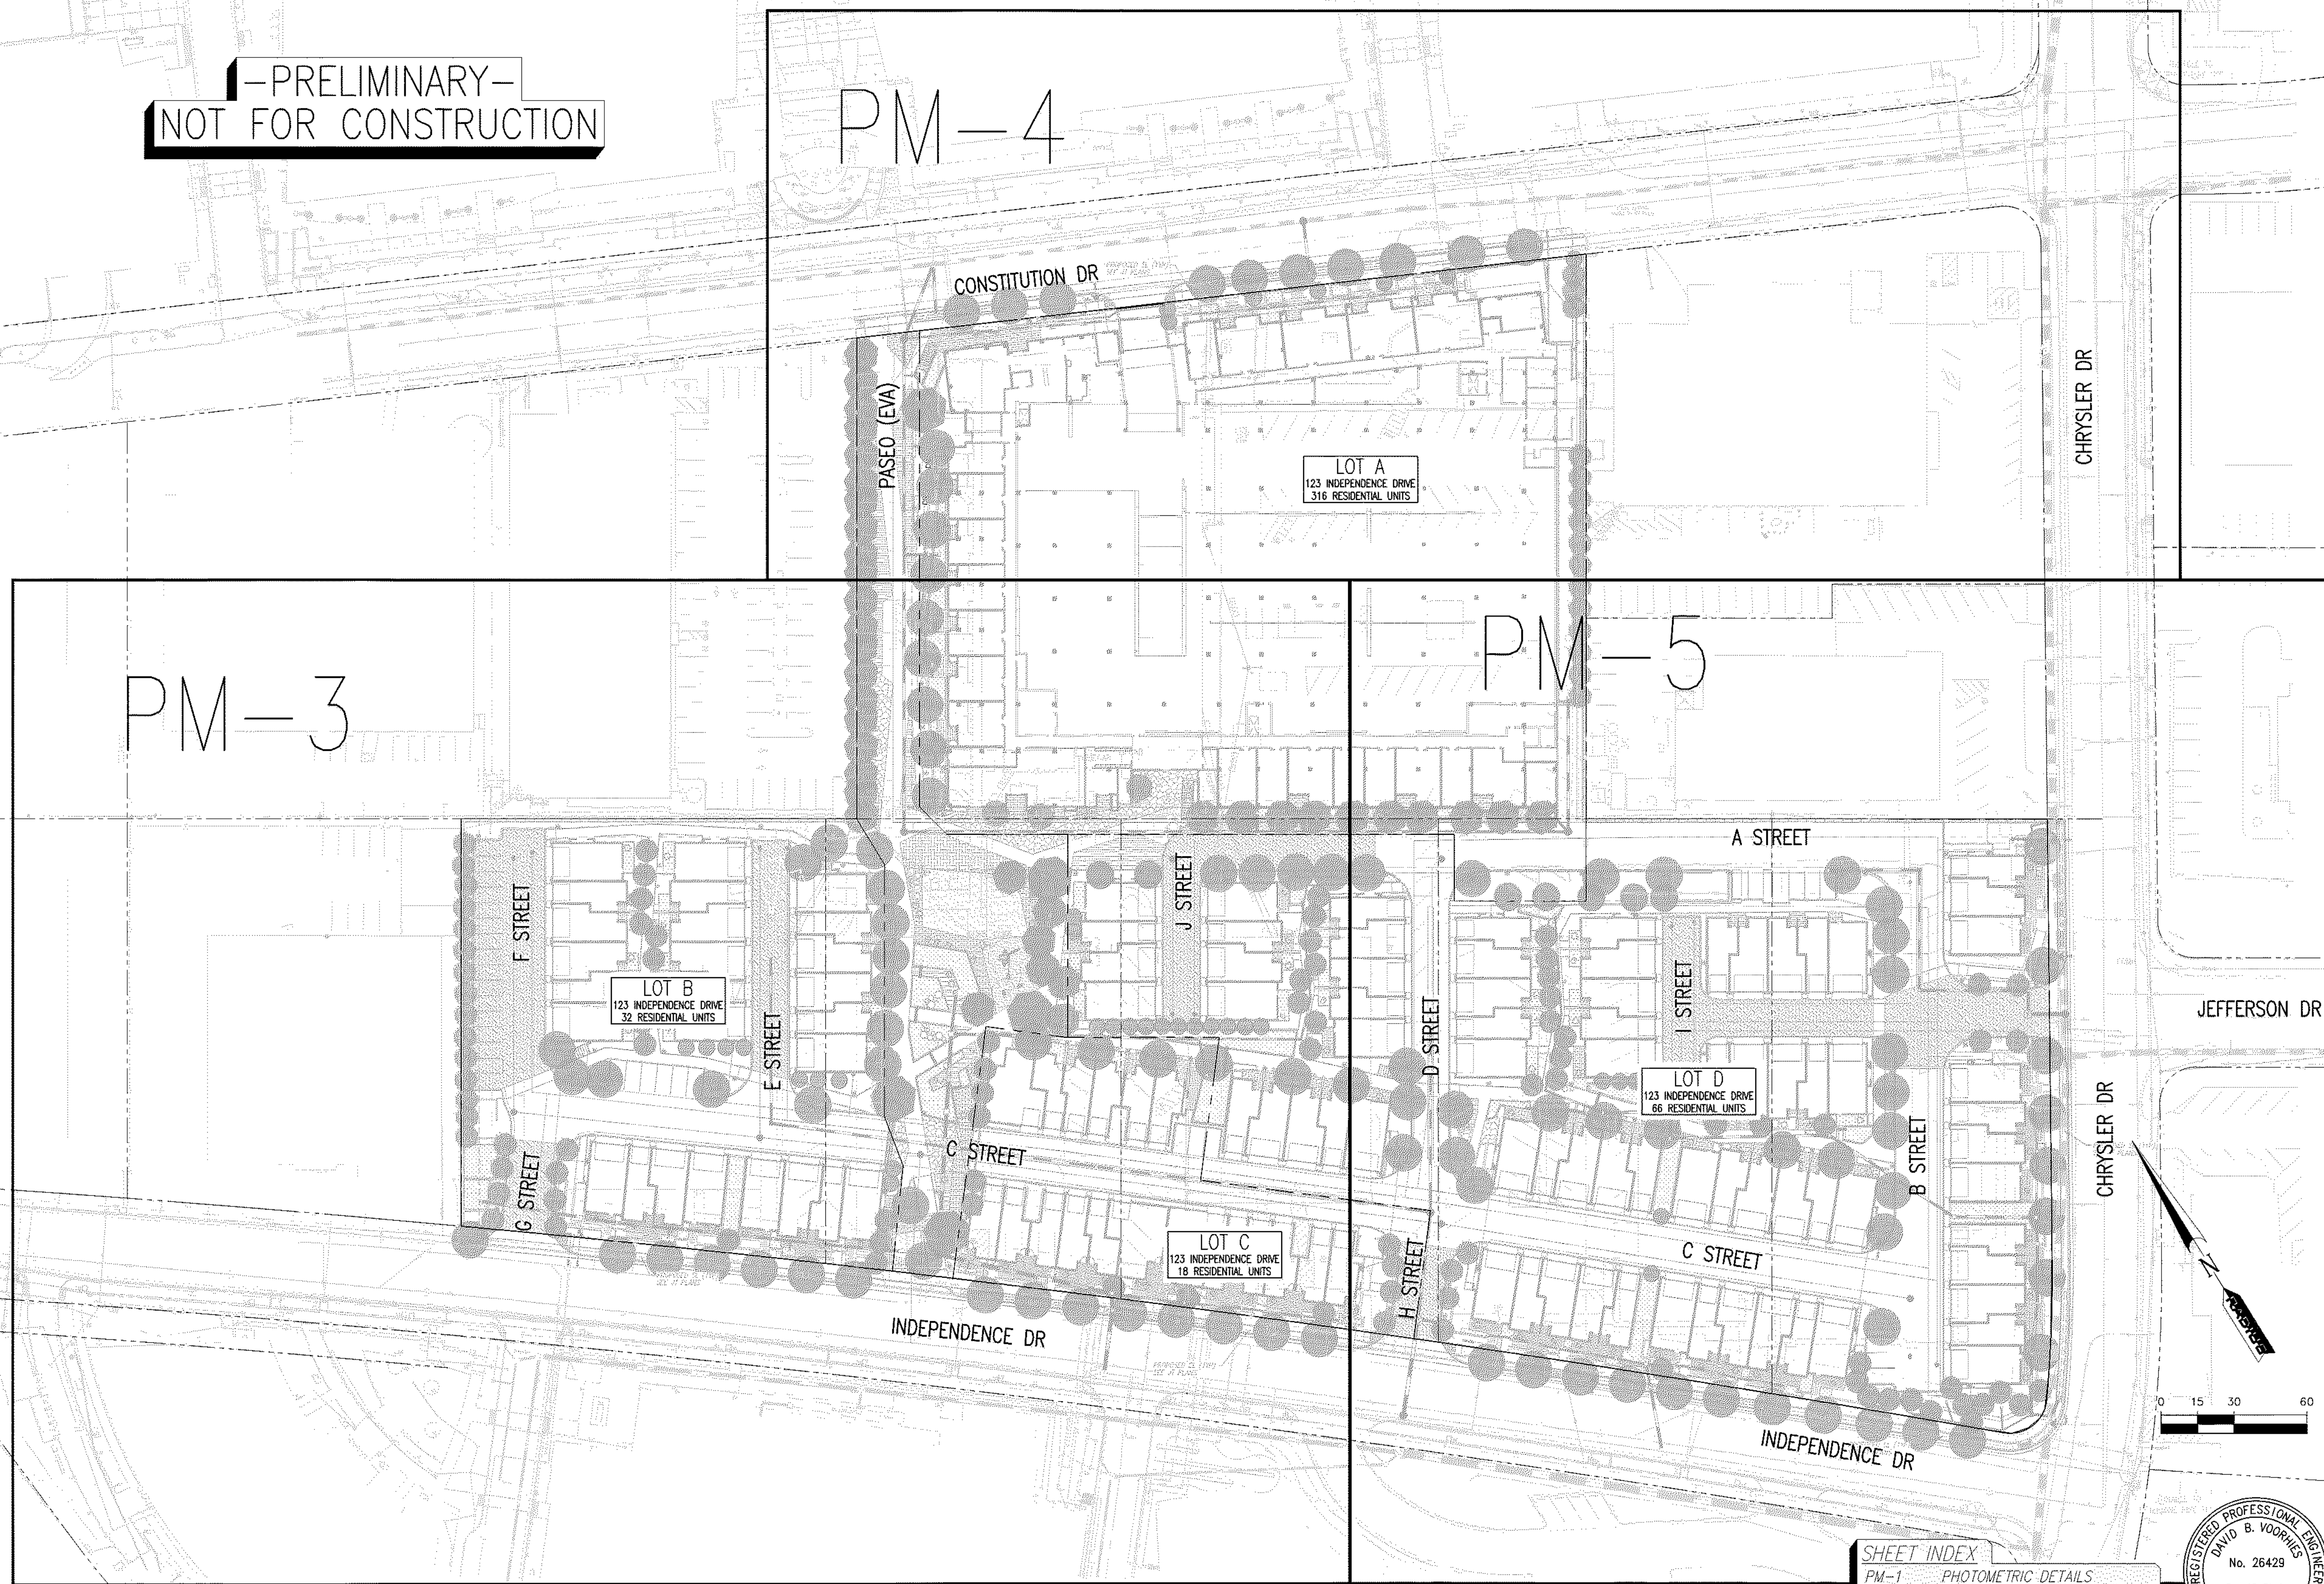 -PRELIMINARY-
NOT FOR CONSTRUCTION
PM-4
CONSTITUTION DR
PASEO (EVA)
CHRYSLER DR
LOT A
123 INDEPENDENCE DRIVE
316 RESIDENTIAL UNITS
PM-3
PM-5
A STREET
F STREET
J STREET
LOT B
123 INDEPENDENCE DRIVE
32 RESIDENTIAL UNITS
E STREET
D STREET
I STREET
JEFFERSON DR
LOT D
123 INDEPENDENCE DRIVE
66 RESIDENTIAL UNITS
CHRYSLER DR
B STREET
C STREET
G STREET
LOT C
123 INDEPENDENCE DRIVE
18 RESIDENTIAL UNITS
C STREET
H STREET
N
INDEPENDENCE DR
0 15 30 60
INDEPENDENCE DR
SHEET INDEX
PM-1 PHOTOMETRIC DETAILS
REGISTERED PROFESSIONAL ENGINEER
DAVID B. VOORHIES
No. 26429